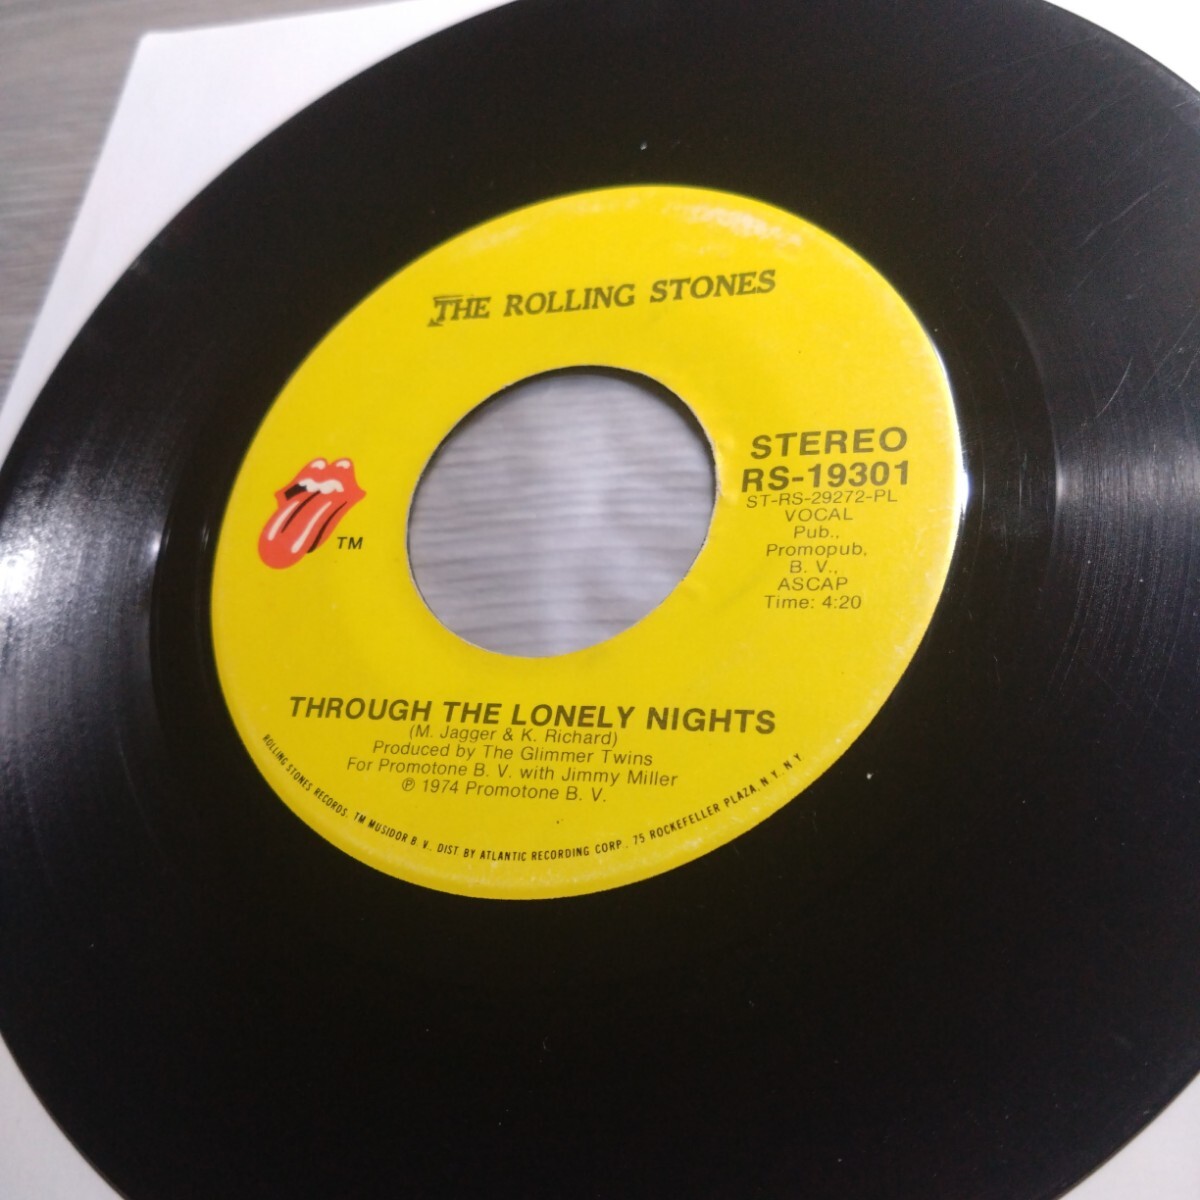 THE ROLLING STONES
STEREO
RS-19301
ST-RS-29272-PL
VOCAL
Pub.,
Promopub,
B. V.,
ASCAP
Time: 4:20
TM
THROUGH THE LONELY NIGHTS
(M. Jagger & K. Richard)
Produced by The Glimmer Twins
For Promotone B. V. with Jimmy Miller
℗ 1974 Promotone B. V.
ROLLING STONES RECORDS, TM MUSIDOR B. V., DIST BY ATLANTIC RECORDING CORP., 75 ROCKEFELLER PLAZA, N. Y. N. Y.